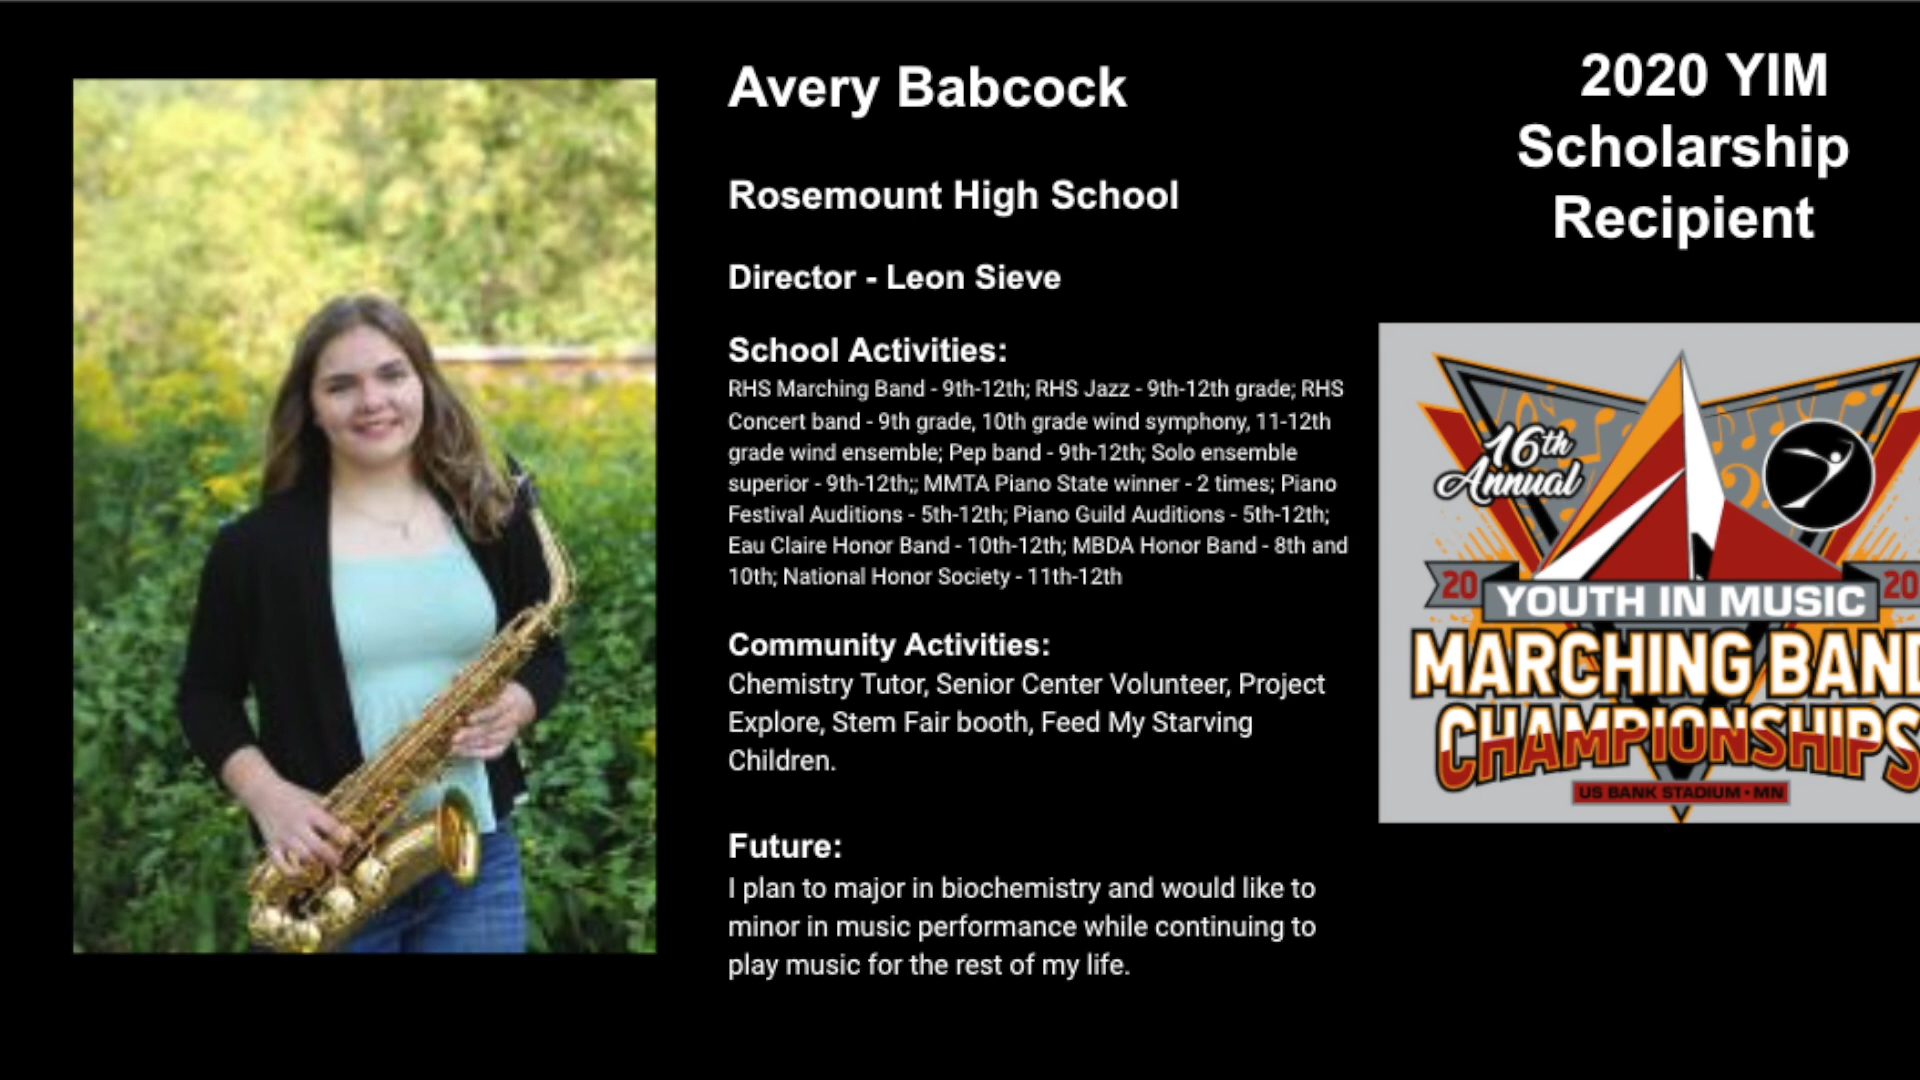 Avery Babcock
Rosemount High School
Director - Leon Sieve
School Activities:
RHS Marching Band - 9th-12th; RHS Jazz - 9th-12th grade; RHS
Concert band - 9th grade, 10th grade wind symphony, 11-12th
grade wind ensemble; Pep band - 9th-12th; Solo ensemble
superior - 9th-12th;; MMTA Piano State winner - 2 times; Piano
Festival Auditions - 5th-12th; Piano Guild Auditions - 5th-12th;
Eau Claire Honor Band - 10th-12th; MBDA Honor Band - 8th and
10th; National Honor Society - 11th-12th
Community Activities:
Chemistry Tutor, Senior Center Volunteer, Project
Explore, Stem Fair booth, Feed My Starving
Children.
Future:
I plan to major in biochemistry and would like to
minor in music performance while continuing to
play music for the rest of my life.
2020 YIM
Scholarship
Recipient
16th
Annual
20 YOUTH IN MUSIC 20
MARCHING BAND
CHAMPIONSHIPS
US BANK STADIUM • MN